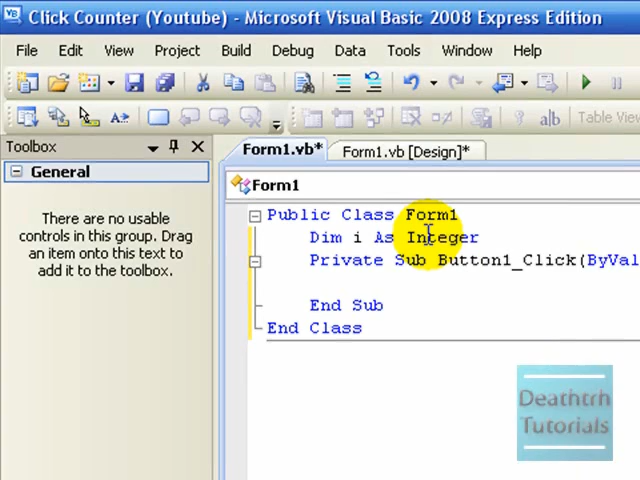 Click Counter (Youtube) - Microsoft Visual Basic 2008 Express Edition
File Edit View Project Build Debug Data Tools Window Help
ab| Table View
Toolbox
General
There are no usable
controls in this group. Drag
an item onto this text to
add it to the toolbox.
Form1.vb* Form1.vb [Design]*
Form1
Public Class Form1
Dim i As Integer
Private Sub Button1_Click(ByVal
End Sub
End Class
Deathtrh
Tutorials